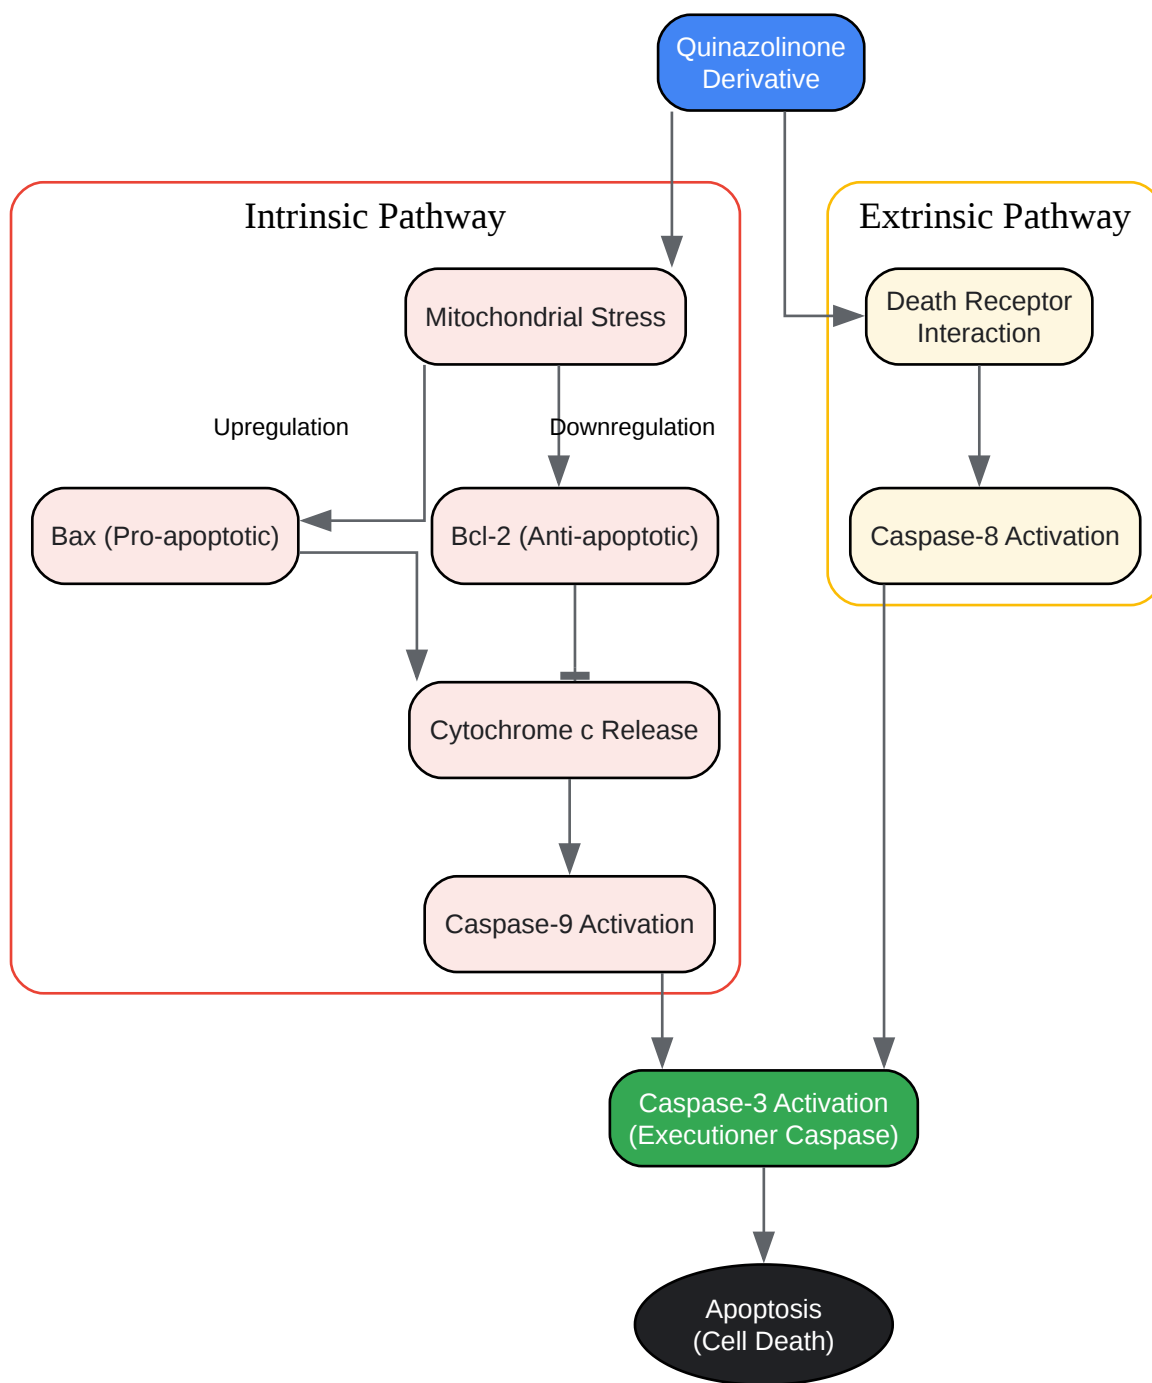 Quinazolinone
Derivative
Intrinsic Pathway
Extrinsic Pathway
Mitochondrial Stress
Death Receptor
Interaction
Upregulation
Downregulation
Bax (Pro-apoptotic)
Bcl-2 (Anti-apoptotic)
Caspase-8 Activation
Cytochrome c Release
Caspase-9 Activation
Caspase-3 Activation
(Executioner Caspase)
Apoptosis
(Cell Death)